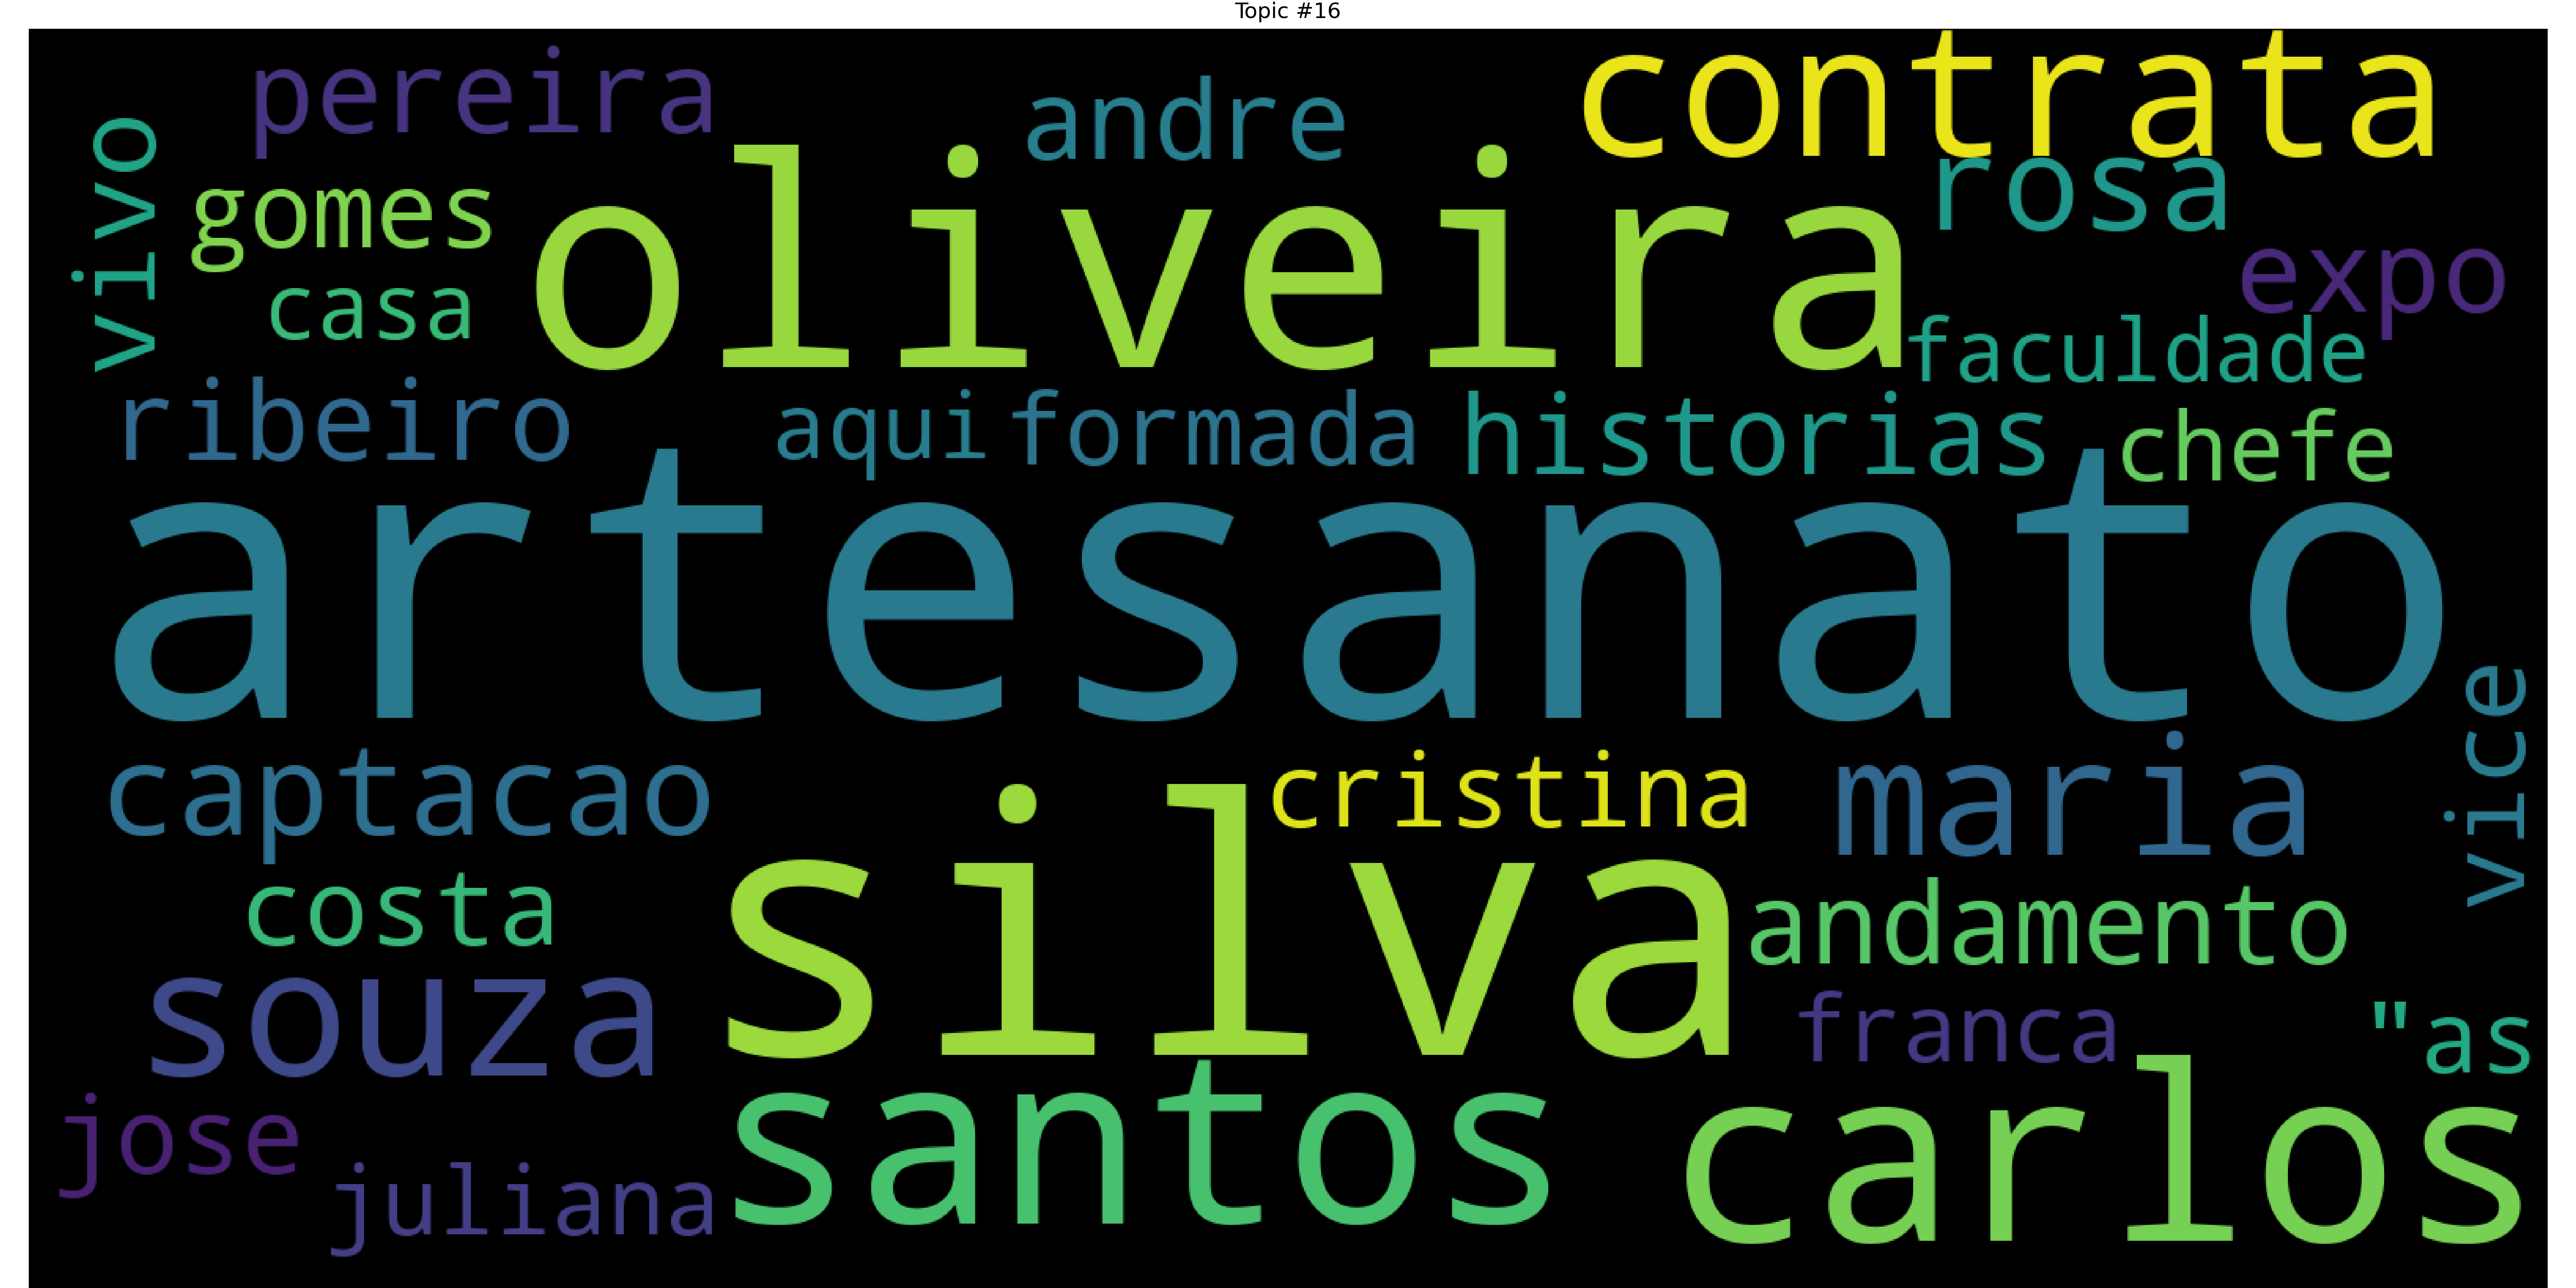 Topic #16
contrata
pereira
andre
vivo
oliveira
rosa
gomes
expo
casa
faculdade
ribeiro
aqui
formada
historias
chefe
artesanato
vice
captacao
cristina
maria
silva
costa
andamento
souza
franca
"as
santos
carlos
jose
juliana